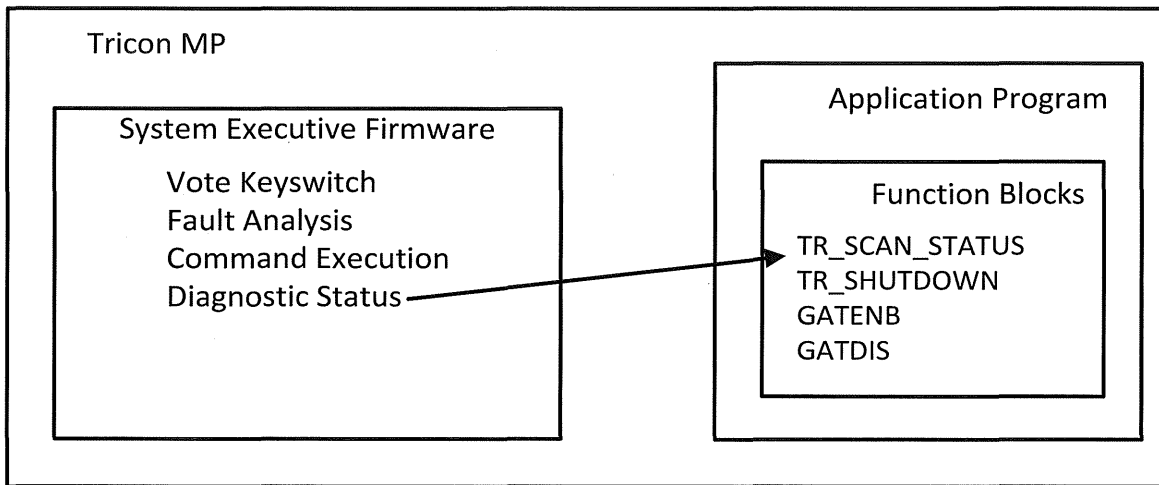 Tricon MP
System Executive Firmware
Vote Keyswitch
Fault Analysis
Command Execution
Diagnostic Status
Application Program
Function Blocks
TR_SCAN_STATUS
TR_SHUTDOWN
GATENB
GATDIS